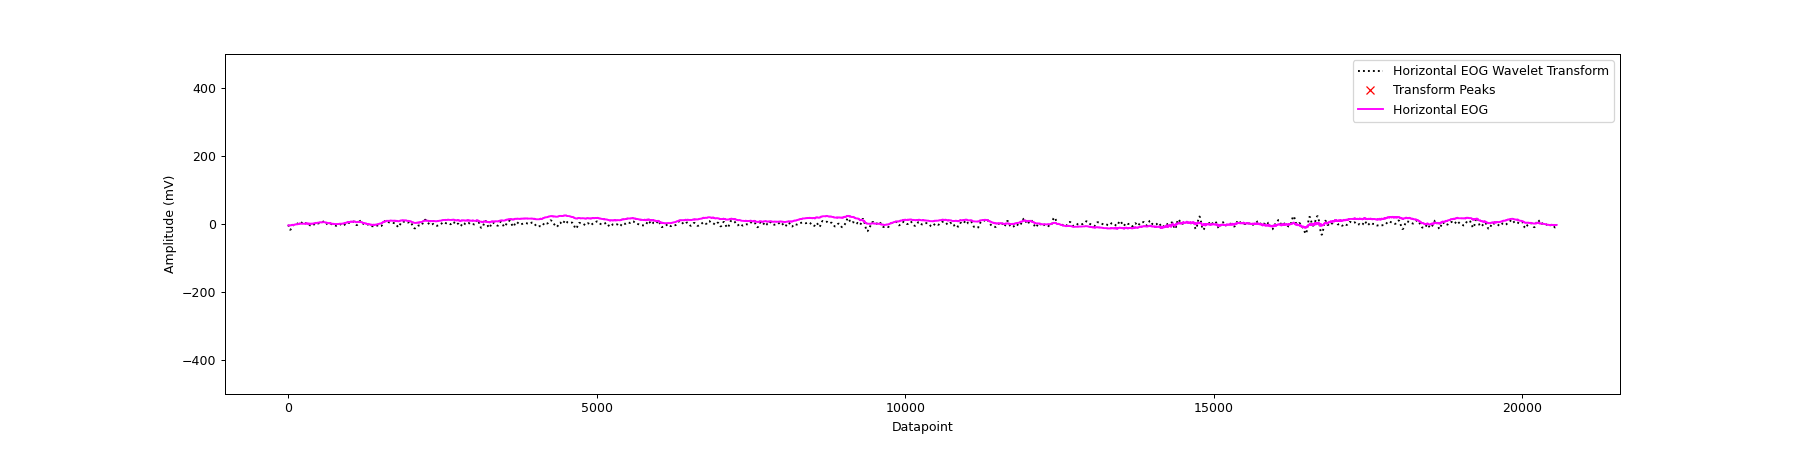 Horizontal EOG Wavelet Transform
Transform Peaks
Horizontal EOG
Amplitude (mV)
400
200
0
−200
−400
0 5000 10000 15000 20000
Datapoint